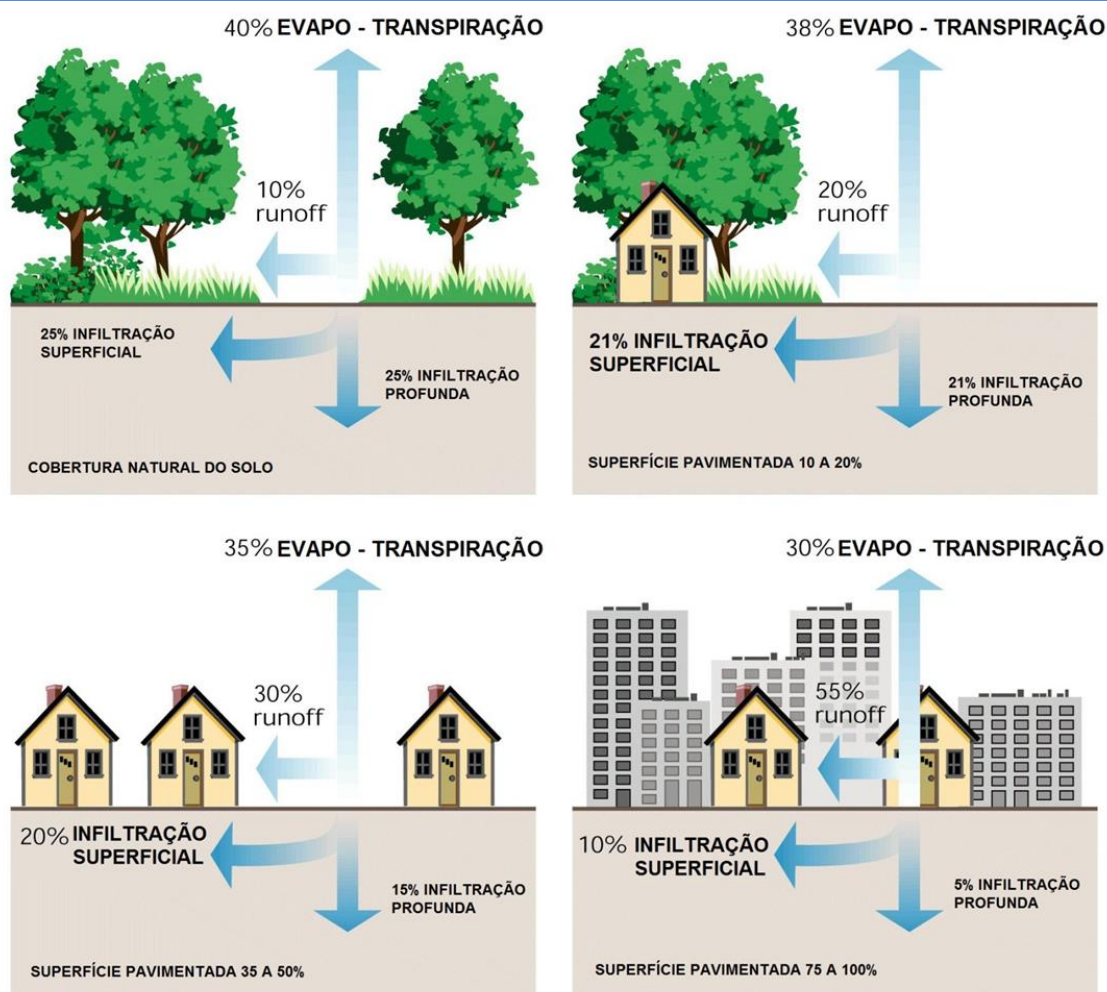 40% EVAPO - TRANSPIRAÇÃO
10%
runoff
25% INFILTRAÇÃO
SUPERFICIAL
25% INFILTRAÇÃO
PROFUNDA
COBERTURA NATURAL DO SOLO
38% EVAPO - TRANSPIRAÇÃO
20%
runoff
21% INFILTRAÇÃO
SUPERFICIAL
21% INFILTRAÇÃO
PROFUNDA
SUPERFÍCIE PAVIMENTADA 10 A 20%
35% EVAPO - TRANSPIRAÇÃO
30%
runoff
20% INFILTRAÇÃO
SUPERFICIAL
15% INFILTRAÇÃO
PROFUNDA
SUPERFÍCIE PAVIMENTADA 35 A 50%
30% EVAPO - TRANSPIRAÇÃO
55%
runoff
10% INFILTRAÇÃO
SUPERFICIAL
5% INFILTRAÇÃO
PROFUNDA
SUPERFÍCIE PAVIMENTADA 75 A 100%